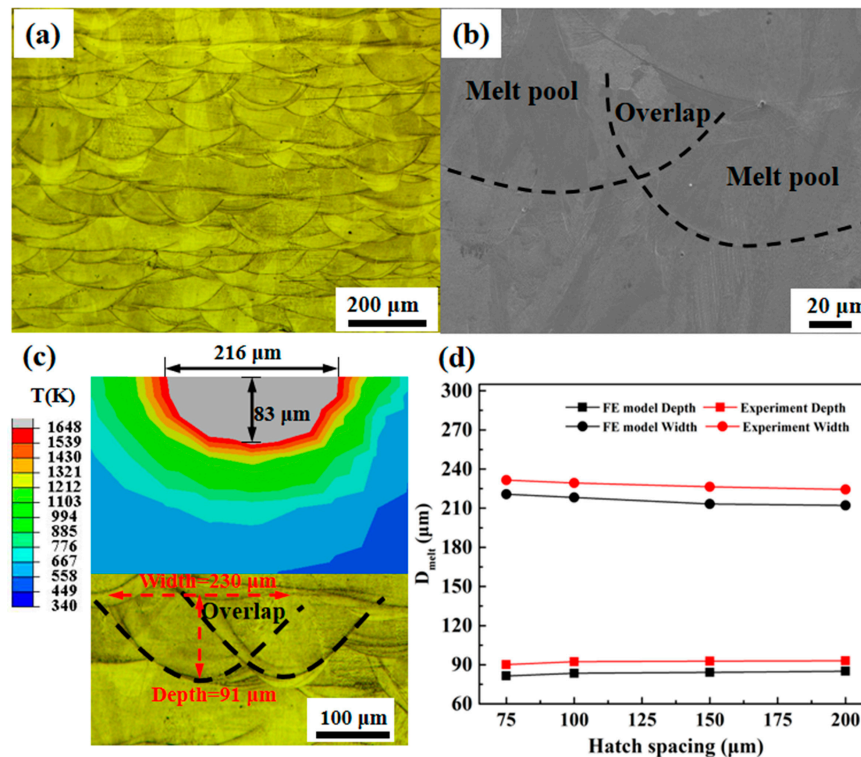 (a)
200 μm
(b)
Melt pool
Overlap
Melt pool
20 μm
(c)
216 μm
T(K)
83 μm
1648
1539
1430
1321
1212
1103
994
885
776
667
558
449
340
Width=230 μm
Overlap
Depth=91 μm
100 μm
(d)
300
270
240
210
180
150
120
90
60
D_melt (μm)
FE model Depth
Experiment Depth
FE model Width
Experiment Width
75
100
125
150
175
200
Hatch spacing (μm)